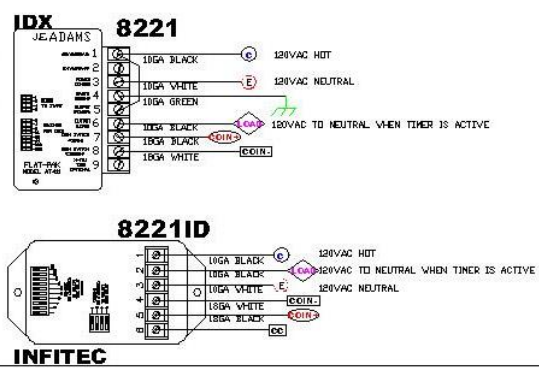 IDX
8221
JEADAMS
1
2
3
4
5
6
7
8
9
10GA BLACK
C
120VAC HOT
10GA WHITE
E
120VAC NEUTRAL
10GA GREEN
10GA BLACK
LOAD
120VAC TO NEUTRAL WHEN TIMER IS ACTIVE
18GA BLACK
COIN+
18GA WHITE
COIN-
FLAT-PAK
8221ID
1
2
3
4
5
6
10GA BLACK
C
120VAC HOT
10GA BLACK
LOAD
120VAC TO NEUTRAL WHEN TIMER IS ACTIVE
10GA WHITE
E
120VAC NEUTRAL
18GA WHITE
COIN-
18GA BLACK
COIN+
CC
INFITEC